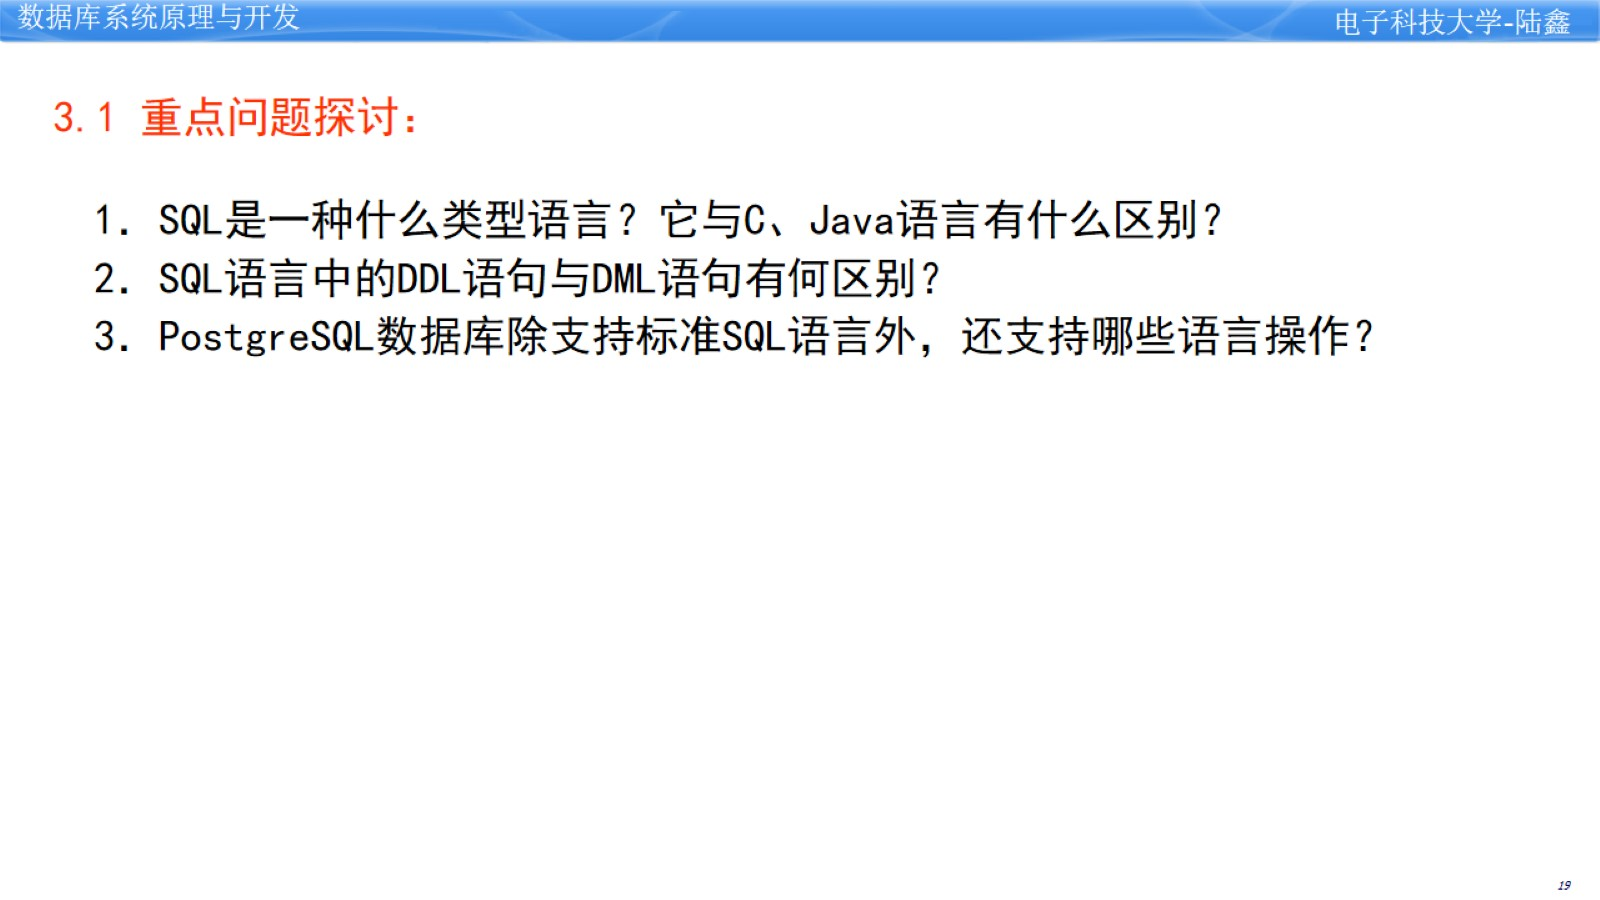 数据库系统原理与开发
电子科技大学-陆鑫
3.1 重点问题探讨：
1. SQL是一种什么类型语言？它与C、Java语言有什么区别？
2. SQL语言中的DDL语句与DML语句有何区别？
3. PostgreSQL数据库除支持标准SQL语言外，还支持哪些语言操作？
19